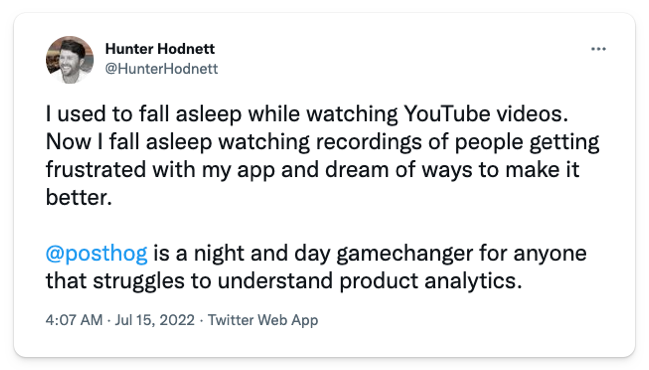 Hunter Hodnett
@HunterHodnett
I used to fall asleep while watching YouTube videos.
Now I fall asleep watching recordings of people getting
frustrated with my app and dream of ways to make it
better.
@posthog is a night and day gamechanger for anyone
that struggles to understand product analytics.
4:07 AM · Jul 15, 2022 · Twitter Web App